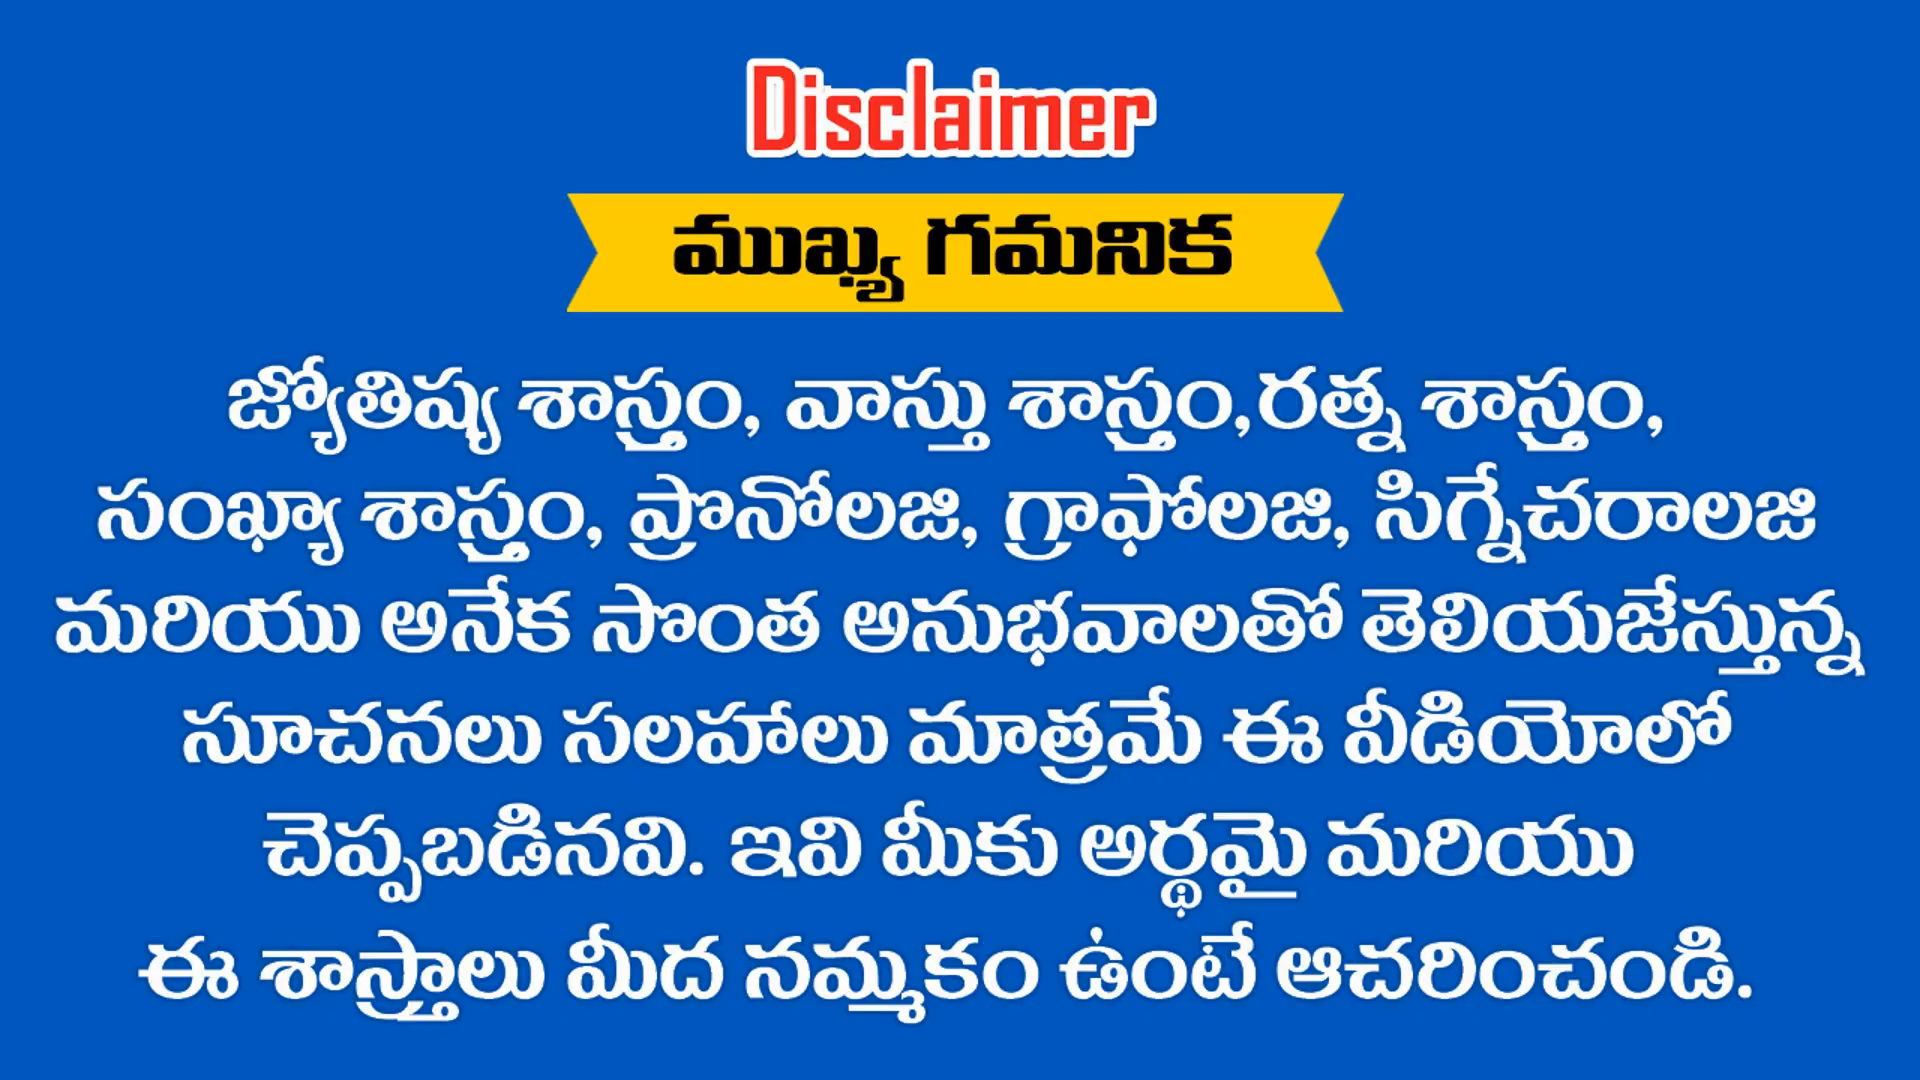 Disclaimer
ముఖ్య గమనిక
జ్యోతిష్య శాస్త్రం, వాస్తు శాస్త్రం,రత్న శాస్త్రం,
సంఖ్యా శాస్త్రం, ప్రొనోలజి, గ్రాఫోలజి, సిగ్నేచరాలజి
మరియు అనేక సొంత అనుభవాలతో తెలియజేస్తున్న
సూచనలు సలహాలు మాత్రమే ఈ వీడియోలో
చెప్పబడినవి. ఇవి మీకు అర్థమై మరియు
ఈ శాస్త్రాలు మీద నమ్మకం ఉంటే ఆచరించండి.